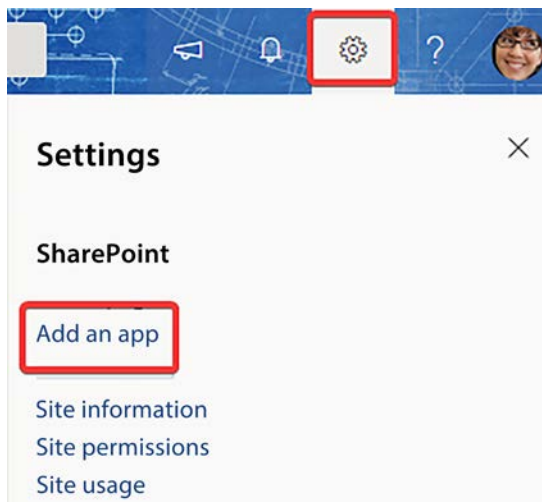 ?
Settings
SharePoint
Add an app
Site information
Site permissions
Site usage